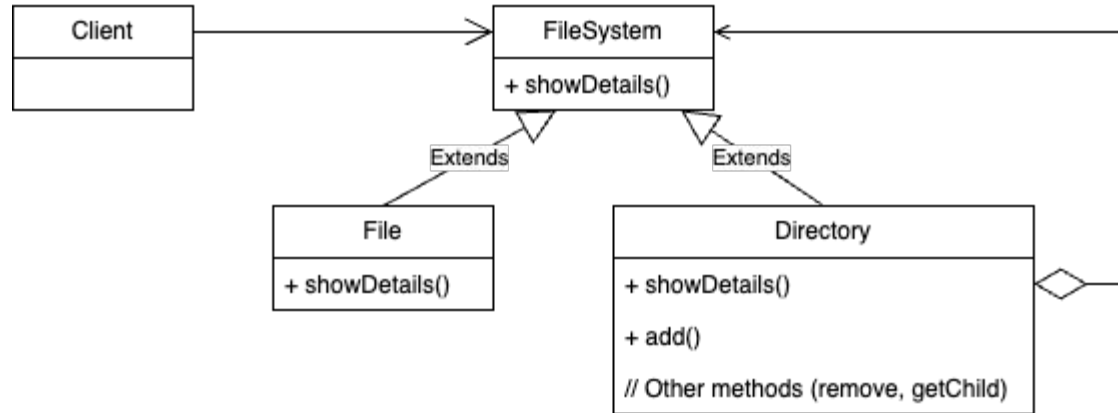 Client
FileSystem
+ showDetails()
Extends
Extends
File
+ showDetails()
Directory
+ showDetails()
+ add()
// Other methods (remove, getChild)